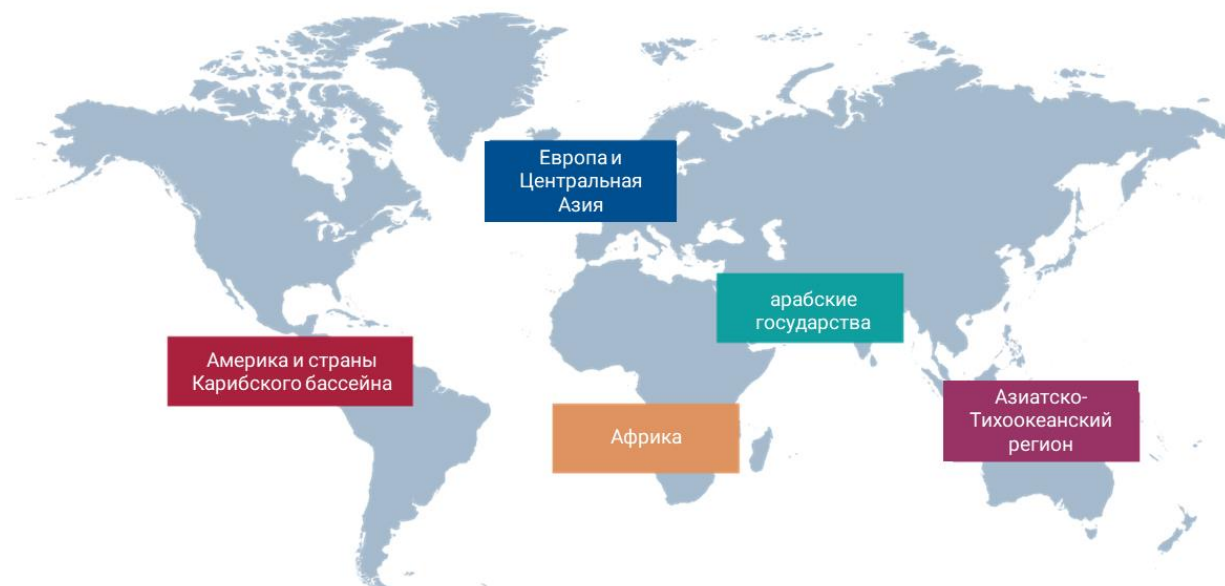 Европа и
Центральная
Азия
арабские
государства
Америка и страны
Карибского бассейна
Африка
Азиатско-
Тихоокеанский
регион